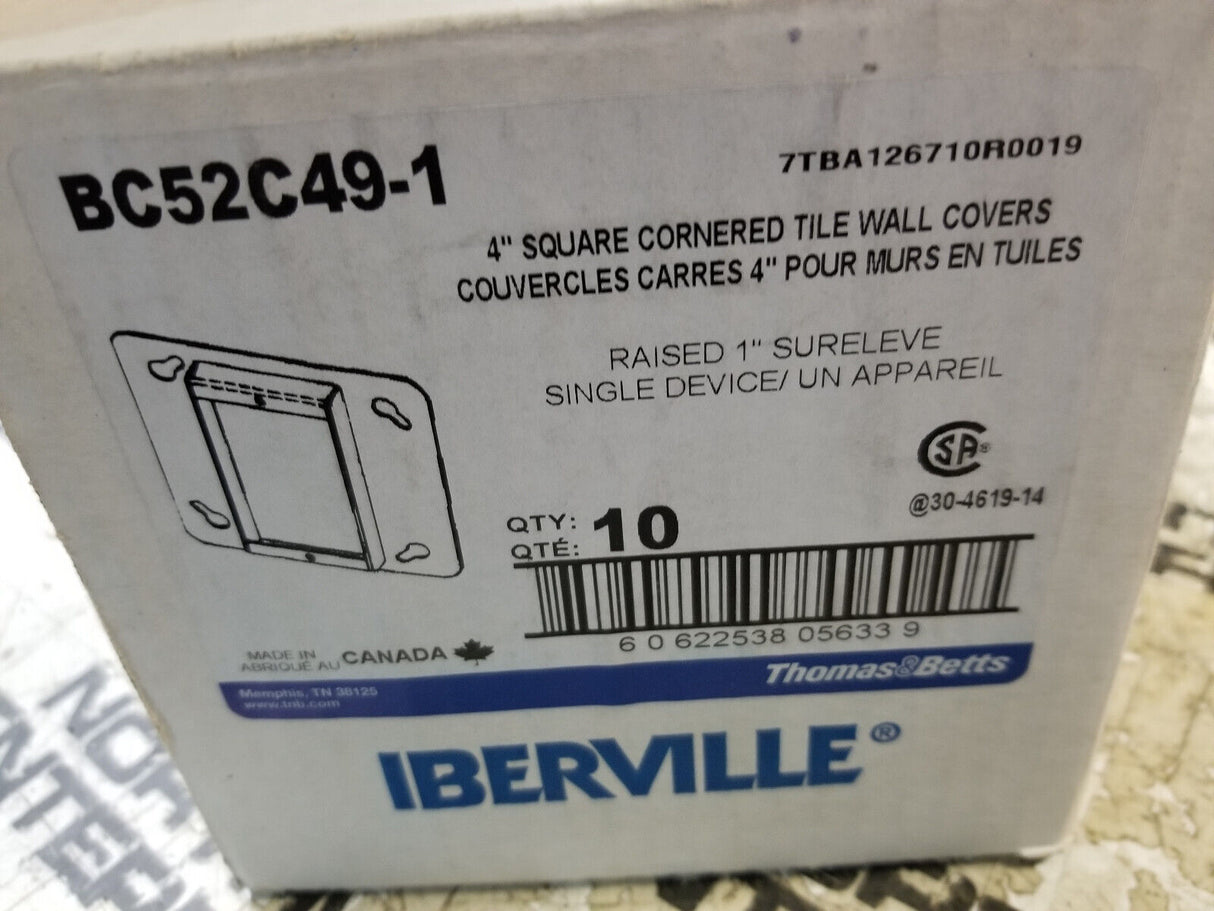 BC52C49-1
7TBA126710R0019
4" SQUARE CORNERED TILE WALL COVERS
COUVERCLES CARRES 4" POUR MURS EN TUILES
RAISED 1" SURELEVE
SINGLE DEVICE/ UN APPAREIL
CSA®
@30-4619-14
QTY: 10
QTÉ:
6 0 622538 05633 9
MADE IN
ABRIQUÉ AU CANADA
Thomas&Betts
Memphis, TN 38125
www.tnb.com
IBERVILLE®